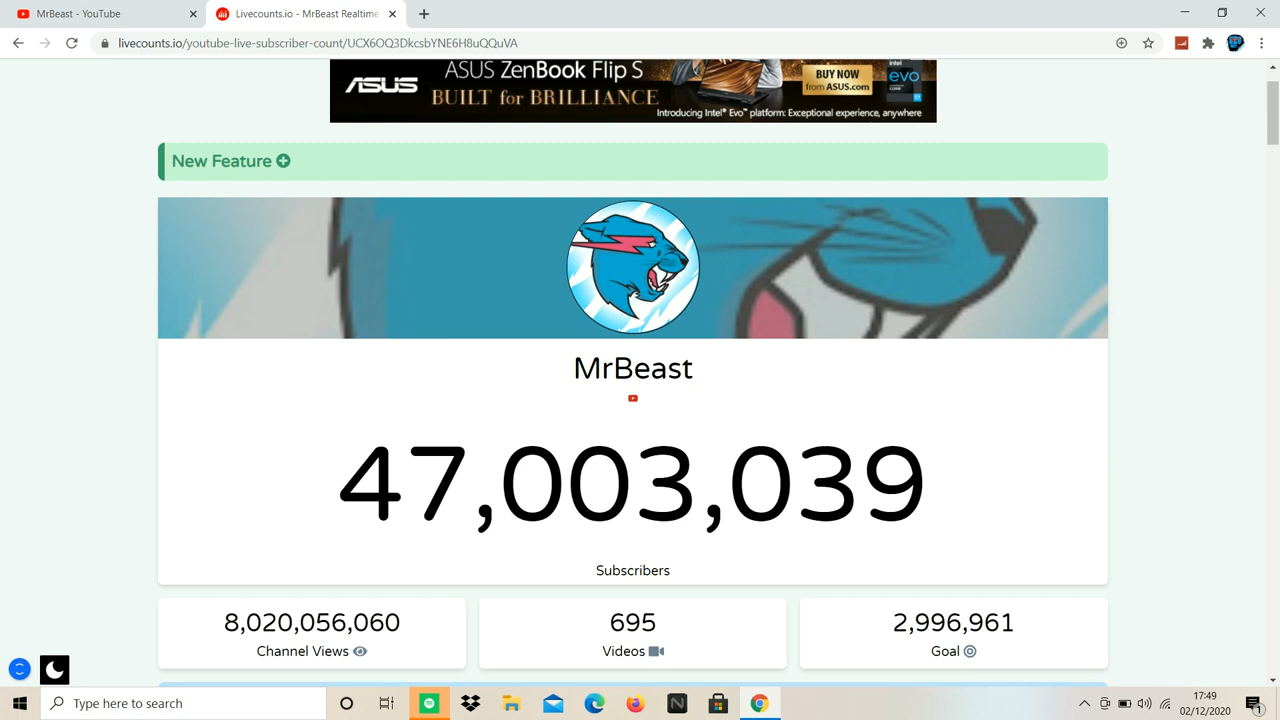 MrBeast - YouTube
Livecounts.io - MrBeast Realtime
livecounts.io/youtube-live-subscriber-count/UCX6OQ3DkcsbYNE6H8uQQuVA
ASUS
ASUS ZenBook Flip S
BUILT for BRILLIANCE
BUY NOW
from ASUS.com
intel
evo
Introducing Intel® Evo™ platform: Exceptional experience, anywhere
New Feature
MrBeast
47,003,039
Subscribers
8,020,056,060
Channel Views
695
Videos
2,996,961
Goal
Type here to search
N
17:49
02/12/2020
1